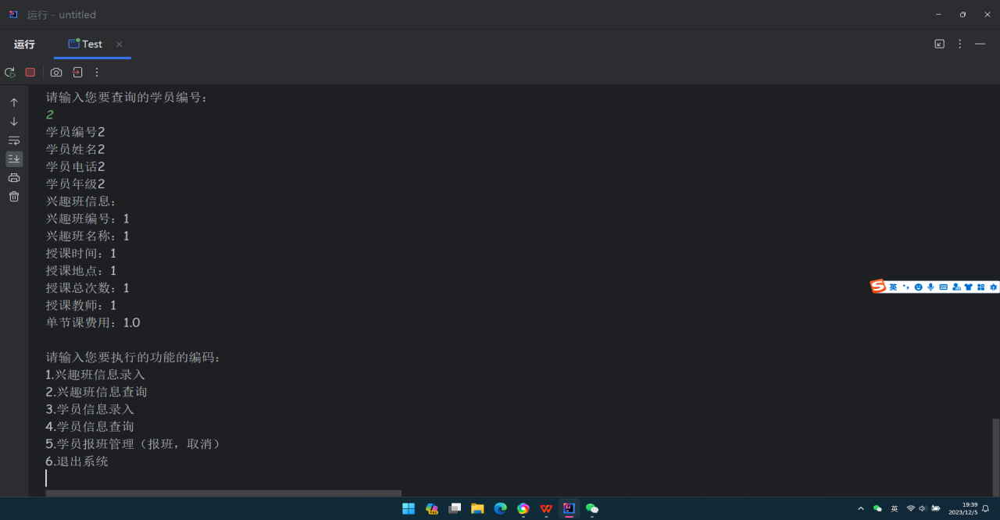 运行 - untitled
运行 Test
请输入您要查询的学员编号：
2
学员编号2
学员姓名2
学员电话2
学员年级2
兴趣班信息：
兴趣班编号：1
兴趣班名称：1
授课时间：1
授课地点：1
授课总次数：1
授课教师：1
单节课费用：1.0
请输入您要执行的功能的编码：
1.兴趣班信息录入
2.兴趣班信息查询
3.学员信息录入
4.学员信息查询
5.学员报班管理（报班，取消）
6.退出系统
英
英
19:39
2023/12/5